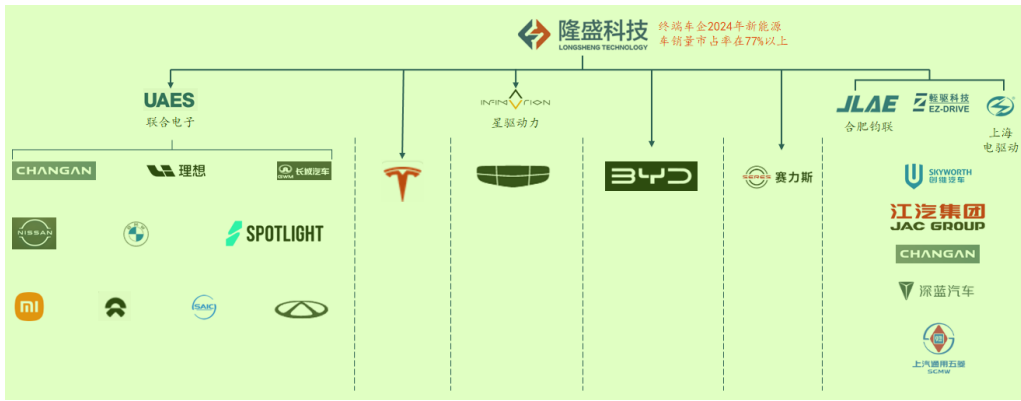 隆盛科技
LONGSHENG TECHNOLOGY
终端车企2024年新能源
车销量市占率在77%以上
UAES
联合电子
INFIMOTION
星驱动力
JLAE
合肥钧联
蛭驱科技
EZ-DRIVE
上海
电驱动
CHANGAN
理想
GWM 长城汽车
NISSAN
SPOTLIGHT
mi
SAIC
BYD
SERES 赛力斯
SKYWORTH
创维汽车
江汽集团
JAC GROUP
CHANGAN
深蓝汽车
上汽通用五菱
SGMW